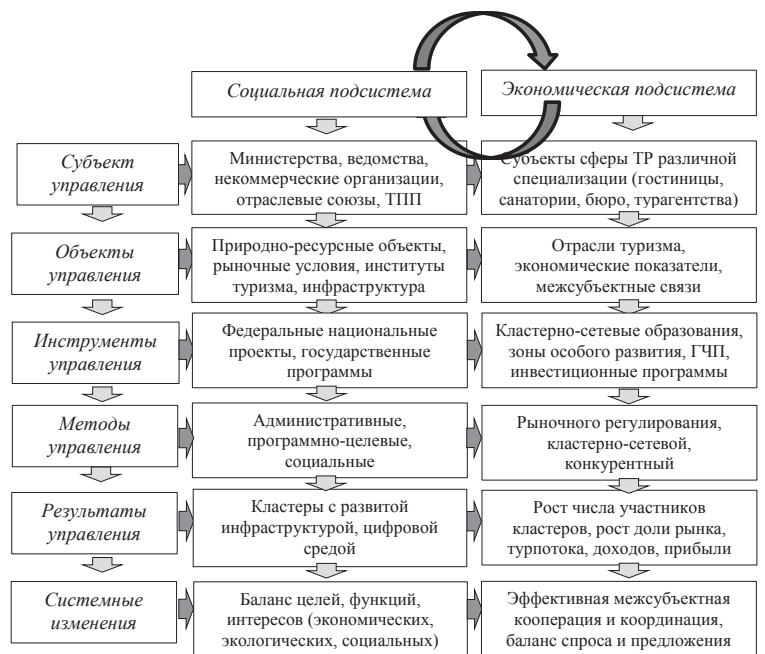 Социальная подсистема
Экономическая подсистема
Субъект
управления
Министерства, ведомства,
некоммерческие организации,
отраслевые союзы, ТПП
Субъекты сферы ТР различной
специализации (гостиницы,
санатории, бюро, турагентства)
Объекты
управления
Природно-ресурсные объекты,
рыночные условия, институты
туризма, инфраструктура
Отрасли туризма,
экономические показатели,
межсубъектные связи
Инструменты
управления
Федеральные национальные
проекты, государственные
программы
Кластерно-сетевые образования,
зоны особого развития, ГЧП,
инвестиционные программы
Методы
управления
Административные,
программно-целевые,
социальные
Рыночного регулирования,
кластерно-сетевой,
конкурентный
Результаты
управления
Кластеры с развитой
инфраструктурой, цифровой
средой
Рост числа участников
кластеров, рост доли рынка,
турпотока, доходов, прибыли
Системные
изменения
Баланс целей, функций,
интересов (экономических,
экологических, социальных)
Эффективная межсубъектная
кооперация и координация,
баланс спроса и предложения